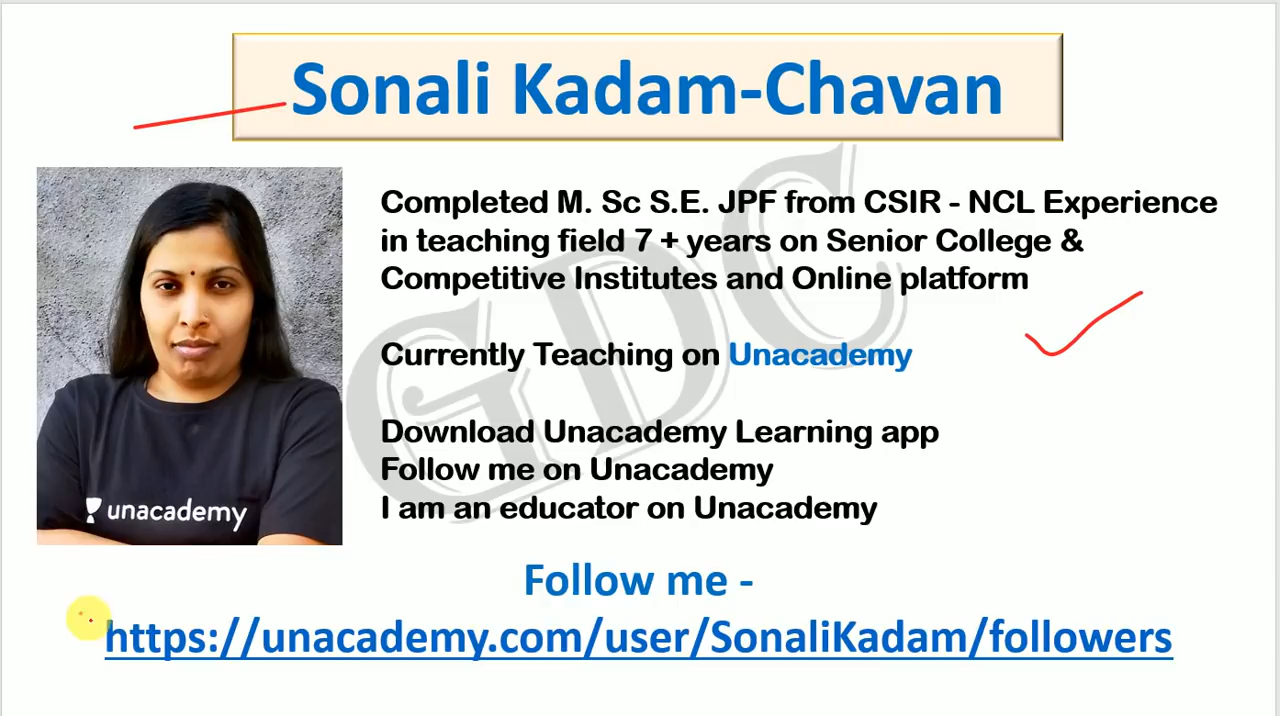 Sonali Kadam-Chavan
Completed M. Sc S.E. JPF from CSIR - NCL Experience
in teaching field 7 + years on Senior College &
Competitive Institutes and Online platform
Currently Teaching on Unacademy
Download Unacademy Learning app
Follow me on Unacademy
I am an educator on Unacademy
GDC
unacademy
Follow me -
https://unacademy.com/user/SonaliKadam/followers